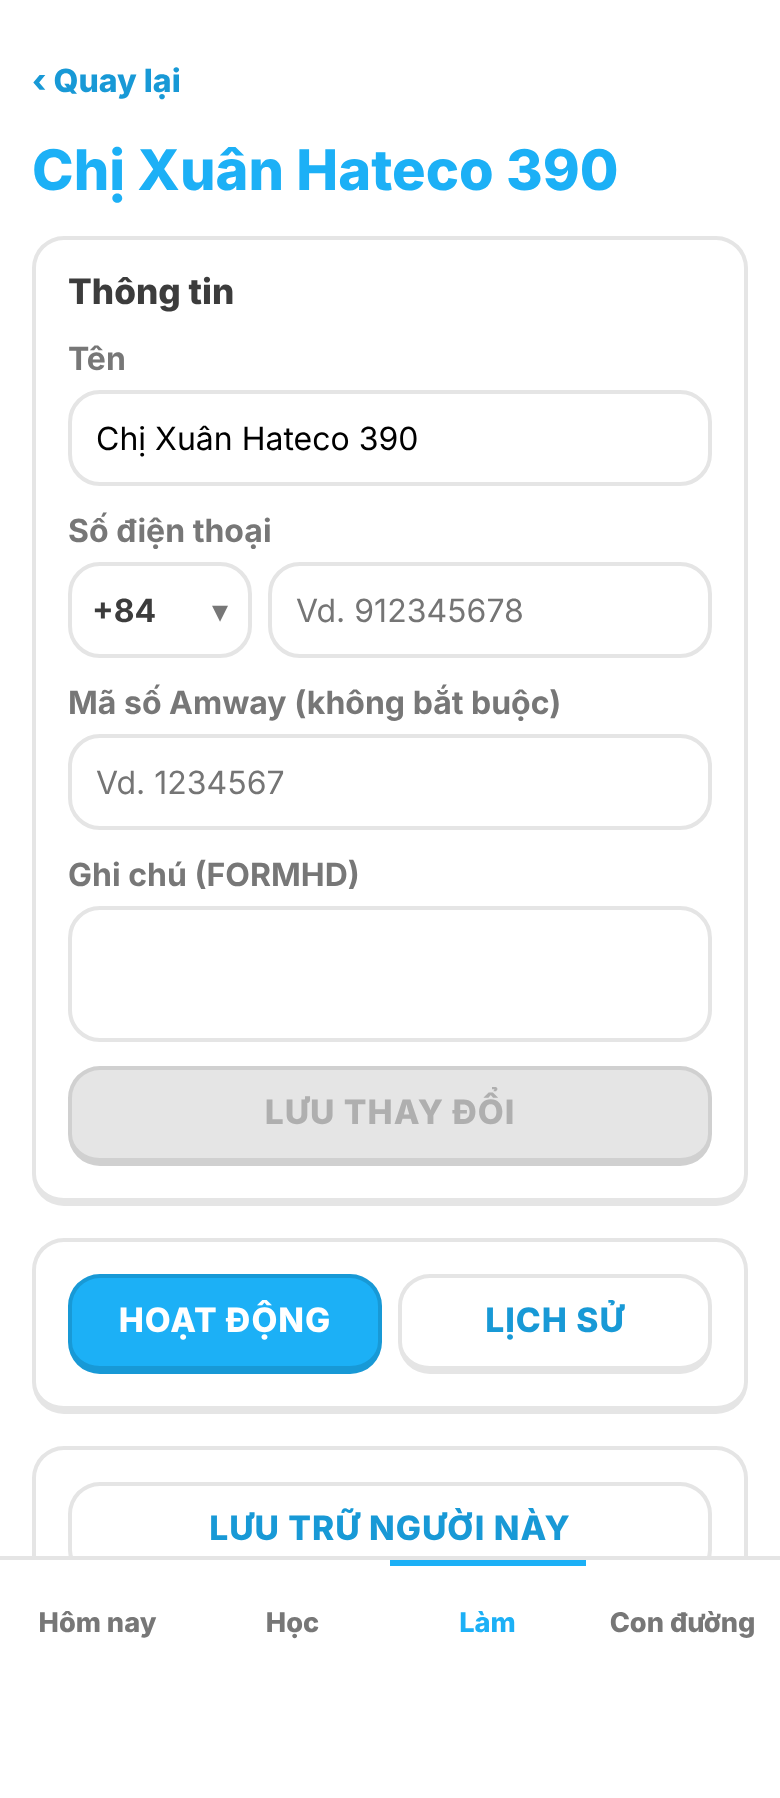 ‹ Quay lại
Chị Xuân Hateco 390
Thông tin
Tên
Chị Xuân Hateco 390
Số điện thoại
+84 ▼ Vd. 912345678
Mã số Amway (không bắt buộc)
Vd. 1234567
Ghi chú (FORMHD)
LƯU THAY ĐỔI
HOẠT ĐỘNG LỊCH SỬ
LƯU TRỮ NGƯỜI NÀY
Hôm nay Học Làm Con đường